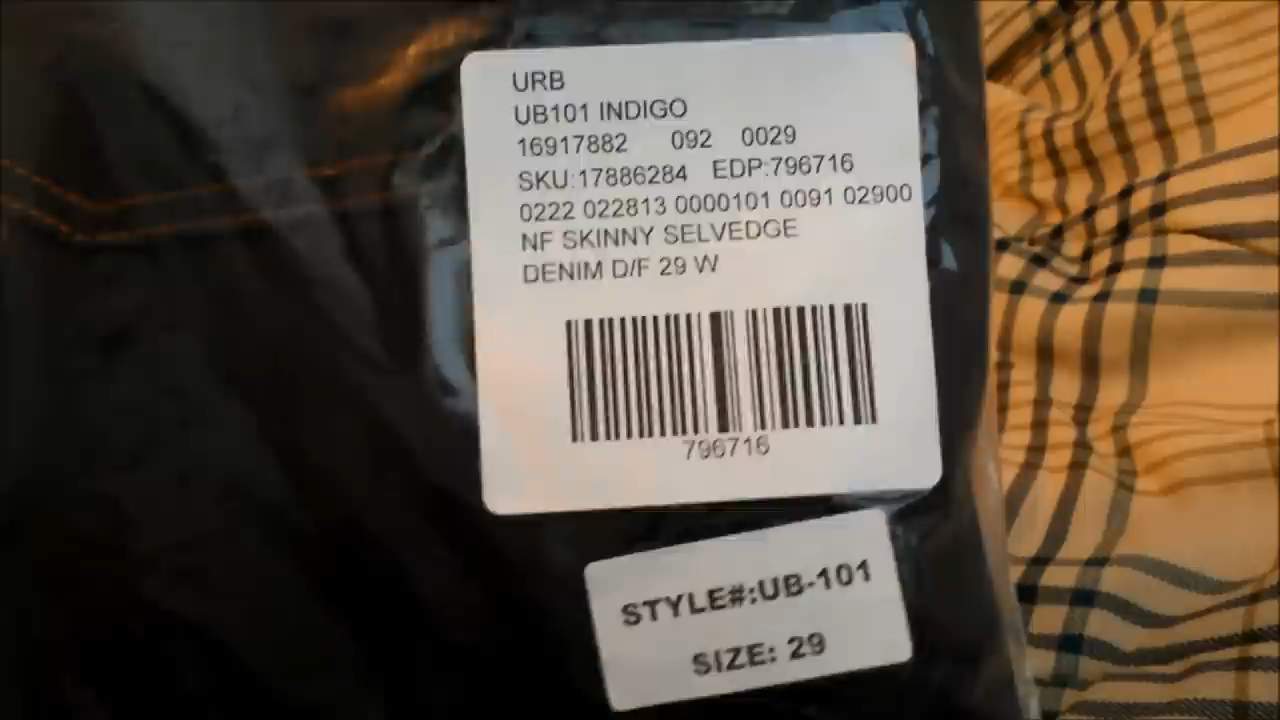 URB
UB101 INDIGO
16917882 092 0029
SKU:17886284 EDP:796716
0222 022813 0000101 0091 02900
NF SKINNY SELVEDGE
DENIM D/F 29 W
796716
STYLE#:UB-101
SIZE: 29